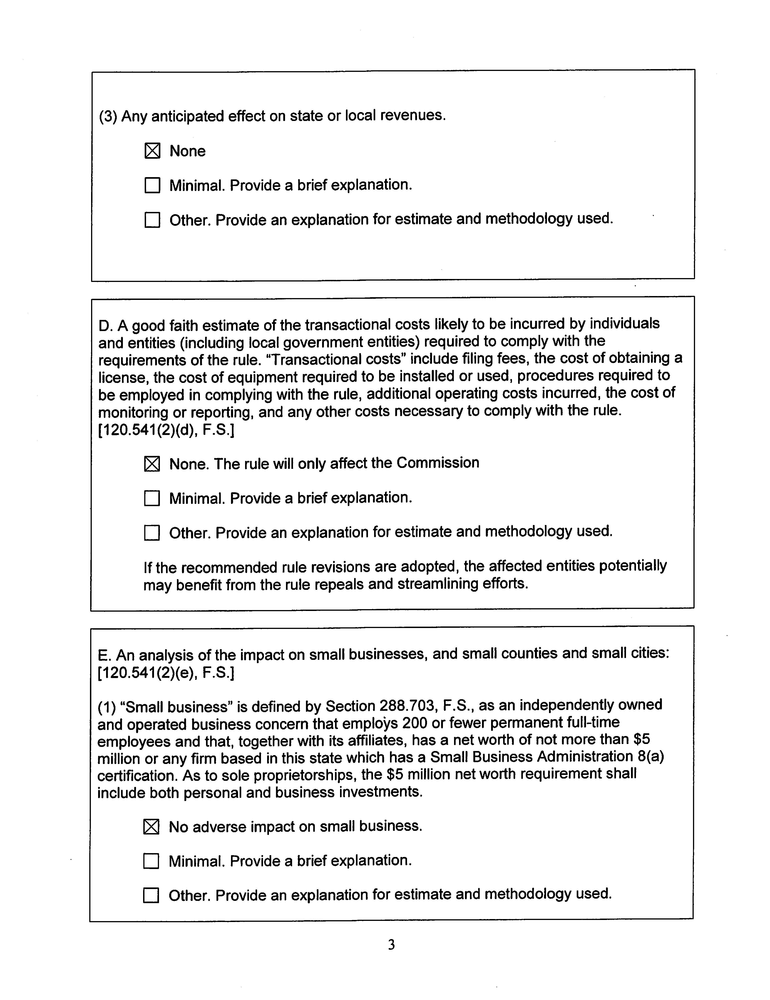 (3) Any anticipated effect on state or local revenues.
☒ None
☐ Minimal. Provide a brief explanation.
☐ Other. Provide an explanation for estimate and methodology used.
D. A good faith estimate of the transactional costs likely to be incurred by individuals
and entities (including local government entities) required to comply with the
requirements of the rule. “Transactional costs” include filing fees, the cost of obtaining a
license, the cost of equipment required to be installed or used, procedures required to
be employed in complying with the rule, additional operating costs incurred, the cost of
monitoring or reporting, and any other costs necessary to comply with the rule.
[120.541(2)(d), F.S.]
☒ None. The rule will only affect the Commission
☐ Minimal. Provide a brief explanation.
☐ Other. Provide an explanation for estimate and methodology used.
If the recommended rule revisions are adopted, the affected entities potentially
may benefit from the rule repeals and streamlining efforts.
E. An analysis of the impact on small businesses, and small counties and small cities:
[120.541(2)(e), F.S.]
(1) “Small business” is defined by Section 288.703, F.S., as an independently owned
and operated business concern that employs 200 or fewer permanent full-time
employees and that, together with its affiliates, has a net worth of not more than $5
million or any firm based in this state which has a Small Business Administration 8(a)
certification. As to sole proprietorships, the $5 million net worth requirement shall
include both personal and business investments.
☒ No adverse impact on small business.
☐ Minimal. Provide a brief explanation.
☐ Other. Provide an explanation for estimate and methodology used.
3